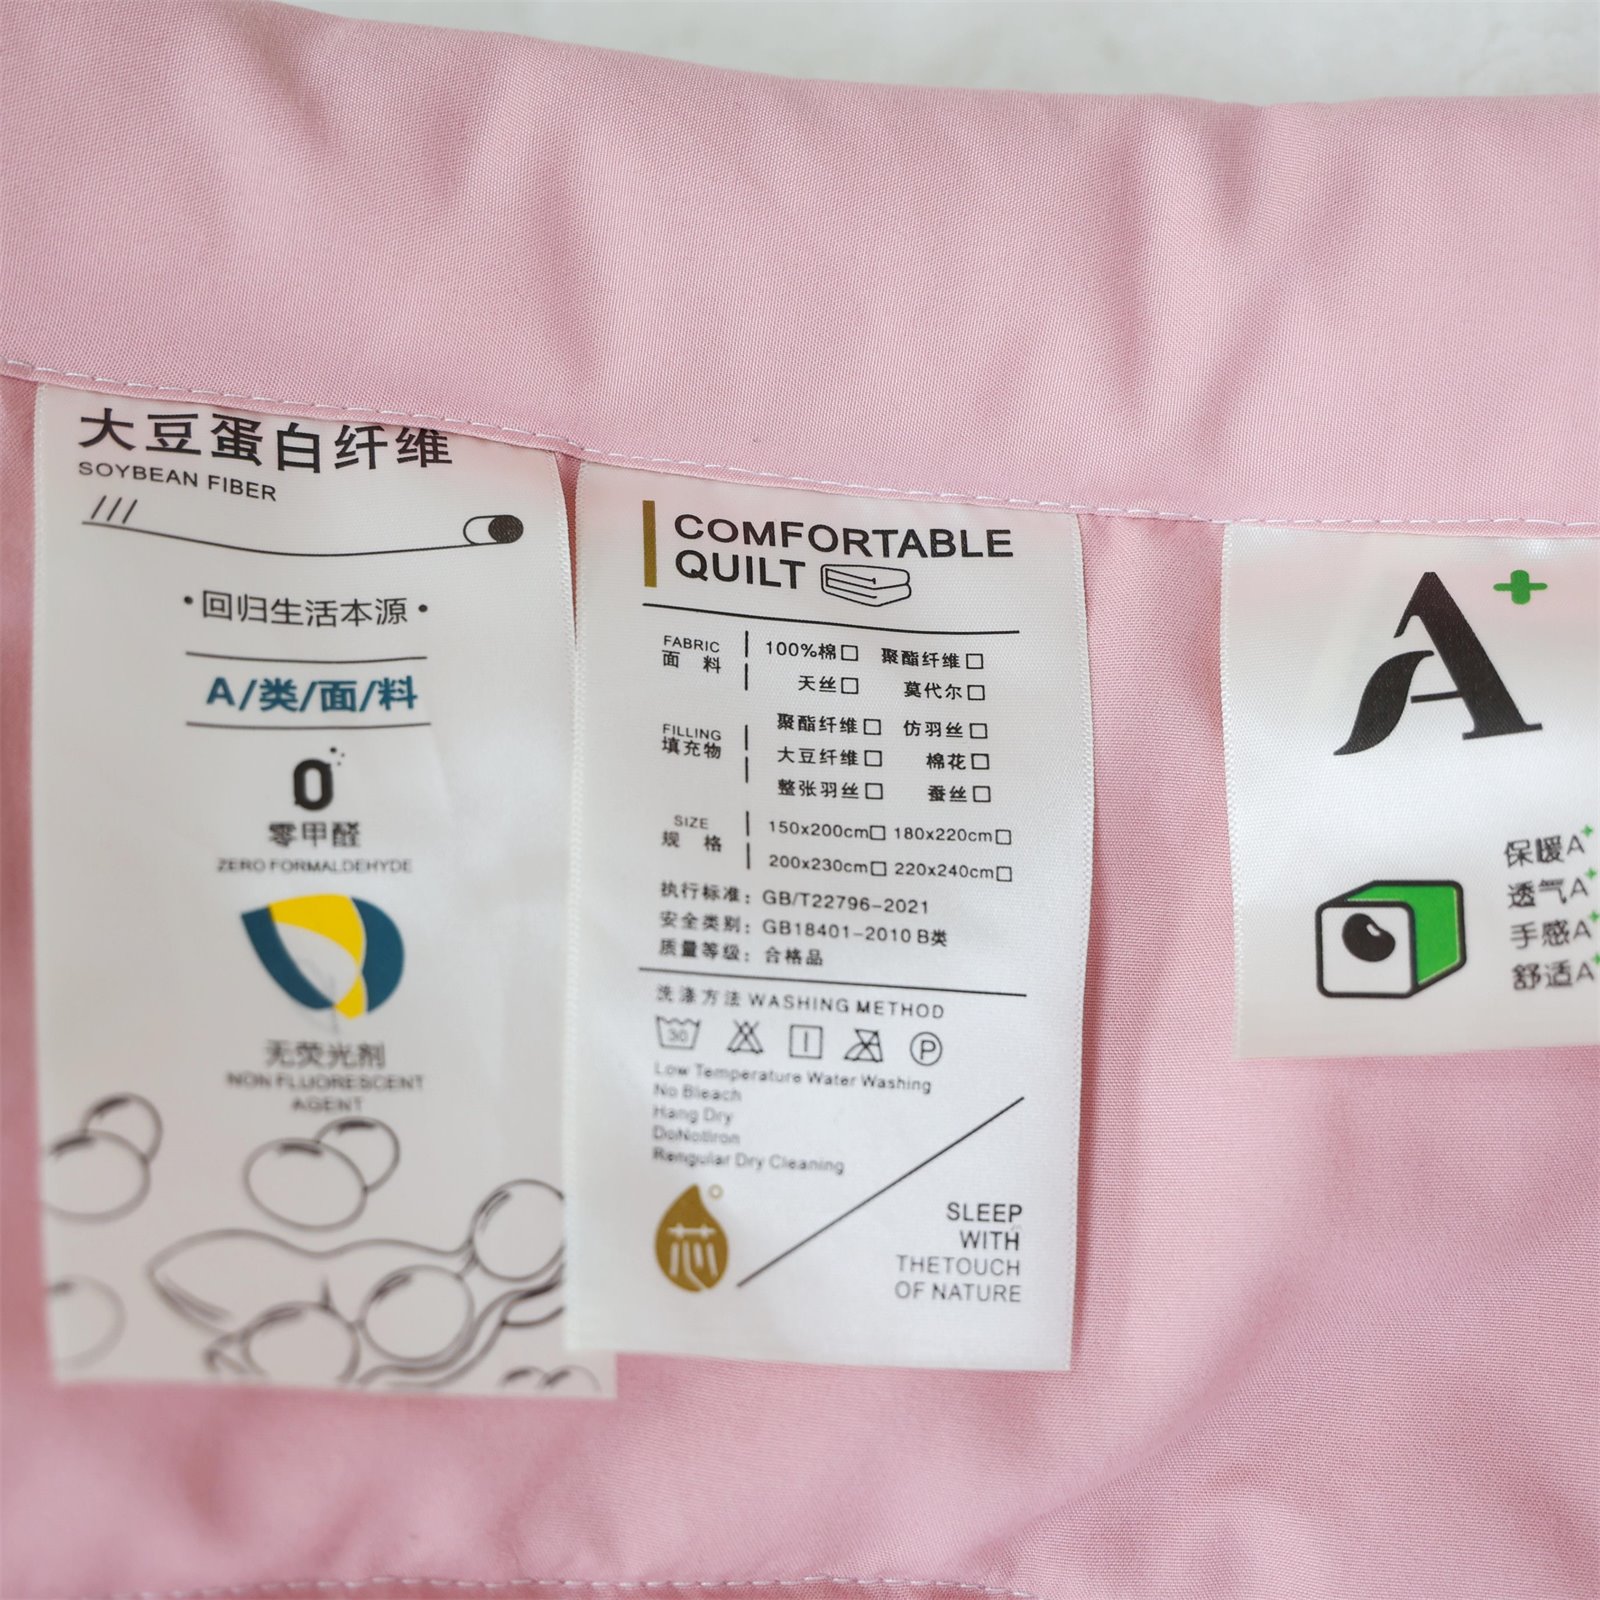 大豆蛋白纤维
SOYBEAN FIBER
•回归生活本源•
A/类/面/料
0
零甲醛
ZERO FORMALDEHYDE
无荧光剂
NON FLUORESCENT
AGENT
COMFORTABLE
QUILT
FABRIC
面 料
100%棉□ 聚酯纤维□
天丝□ 莫代尔□
FILLING
填充物
聚酯纤维□ 仿羽丝□
大豆纤维□ 棉花□
整张羽丝□ 蚕丝□
SIZE
规 格
150x200cm□ 180x220cm□
200x230cm□ 220x240cm□
执行标准：GB/T22796-2021
安全类别：GB18401-2010 B类
质量等级：合格品
洗涤方法 WASHING METHOD
30
P
Low Temperature Water Washing
No Bleach
Hang Dry
DoNotIron
Rengular Dry Cleaning
芯
SLEEP
WITH
THETOUCH
OF NATURE
A+
保暖A+
透气A+
手感A+
舒适A+